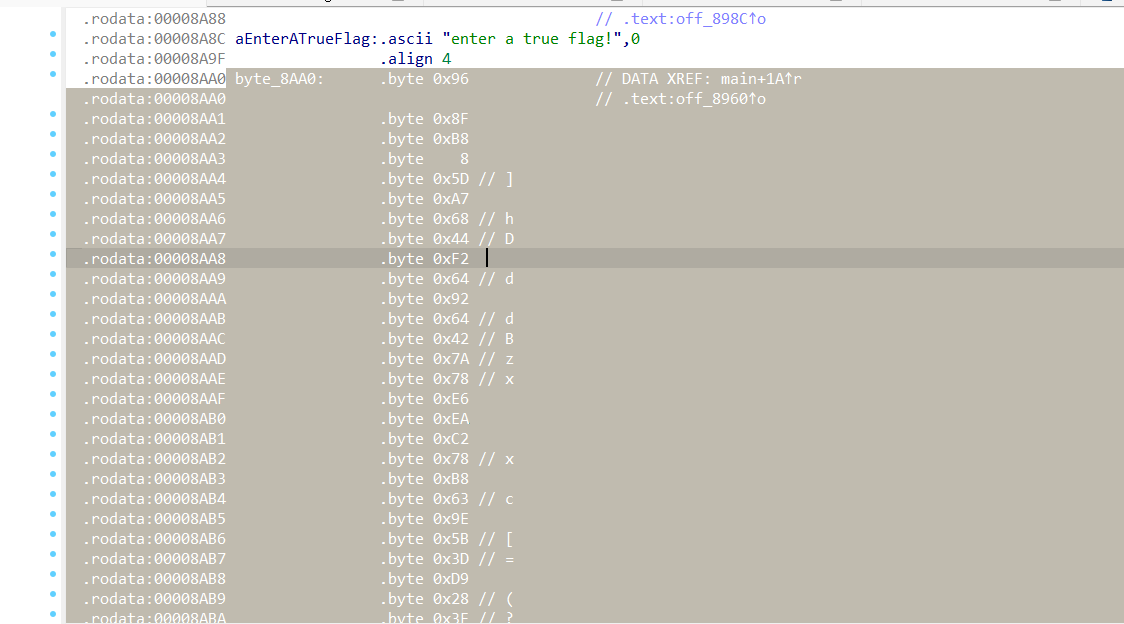 .rodata:00008A88 // .text:off_898C↑o
.rodata:00008A8C aEnterATrueFlag:.ascii "enter a true flag!",0
.rodata:00008A9F .align 4
.rodata:00008AA0 byte_8AA0: .byte 0x96 // DATA XREF: main+1A↑r
.rodata:00008AA0 // .text:off_8960↑o
.rodata:00008AA1 .byte 0x8F
.rodata:00008AA2 .byte 0xB8
.rodata:00008AA3 .byte 8
.rodata:00008AA4 .byte 0x5D // ]
.rodata:00008AA5 .byte 0xA7
.rodata:00008AA6 .byte 0x68 // h
.rodata:00008AA7 .byte 0x44 // D
.rodata:00008AA8 .byte 0xF2
.rodata:00008AA9 .byte 0x64 // d
.rodata:00008AAA .byte 0x92
.rodata:00008AAB .byte 0x64 // d
.rodata:00008AAC .byte 0x42 // B
.rodata:00008AAD .byte 0x7A // z
.rodata:00008AAE .byte 0x78 // x
.rodata:00008AAF .byte 0xE6
.rodata:00008AB0 .byte 0xEA
.rodata:00008AB1 .byte 0xC2
.rodata:00008AB2 .byte 0x78 // x
.rodata:00008AB3 .byte 0xB8
.rodata:00008AB4 .byte 0x63 // c
.rodata:00008AB5 .byte 0x9E
.rodata:00008AB6 .byte 0x5B // [
.rodata:00008AB7 .byte 0x3D // =
.rodata:00008AB8 .byte 0xD9
.rodata:00008AB9 .byte 0x28 // (
.rodata:00008ABA .byte 0x3F // ?